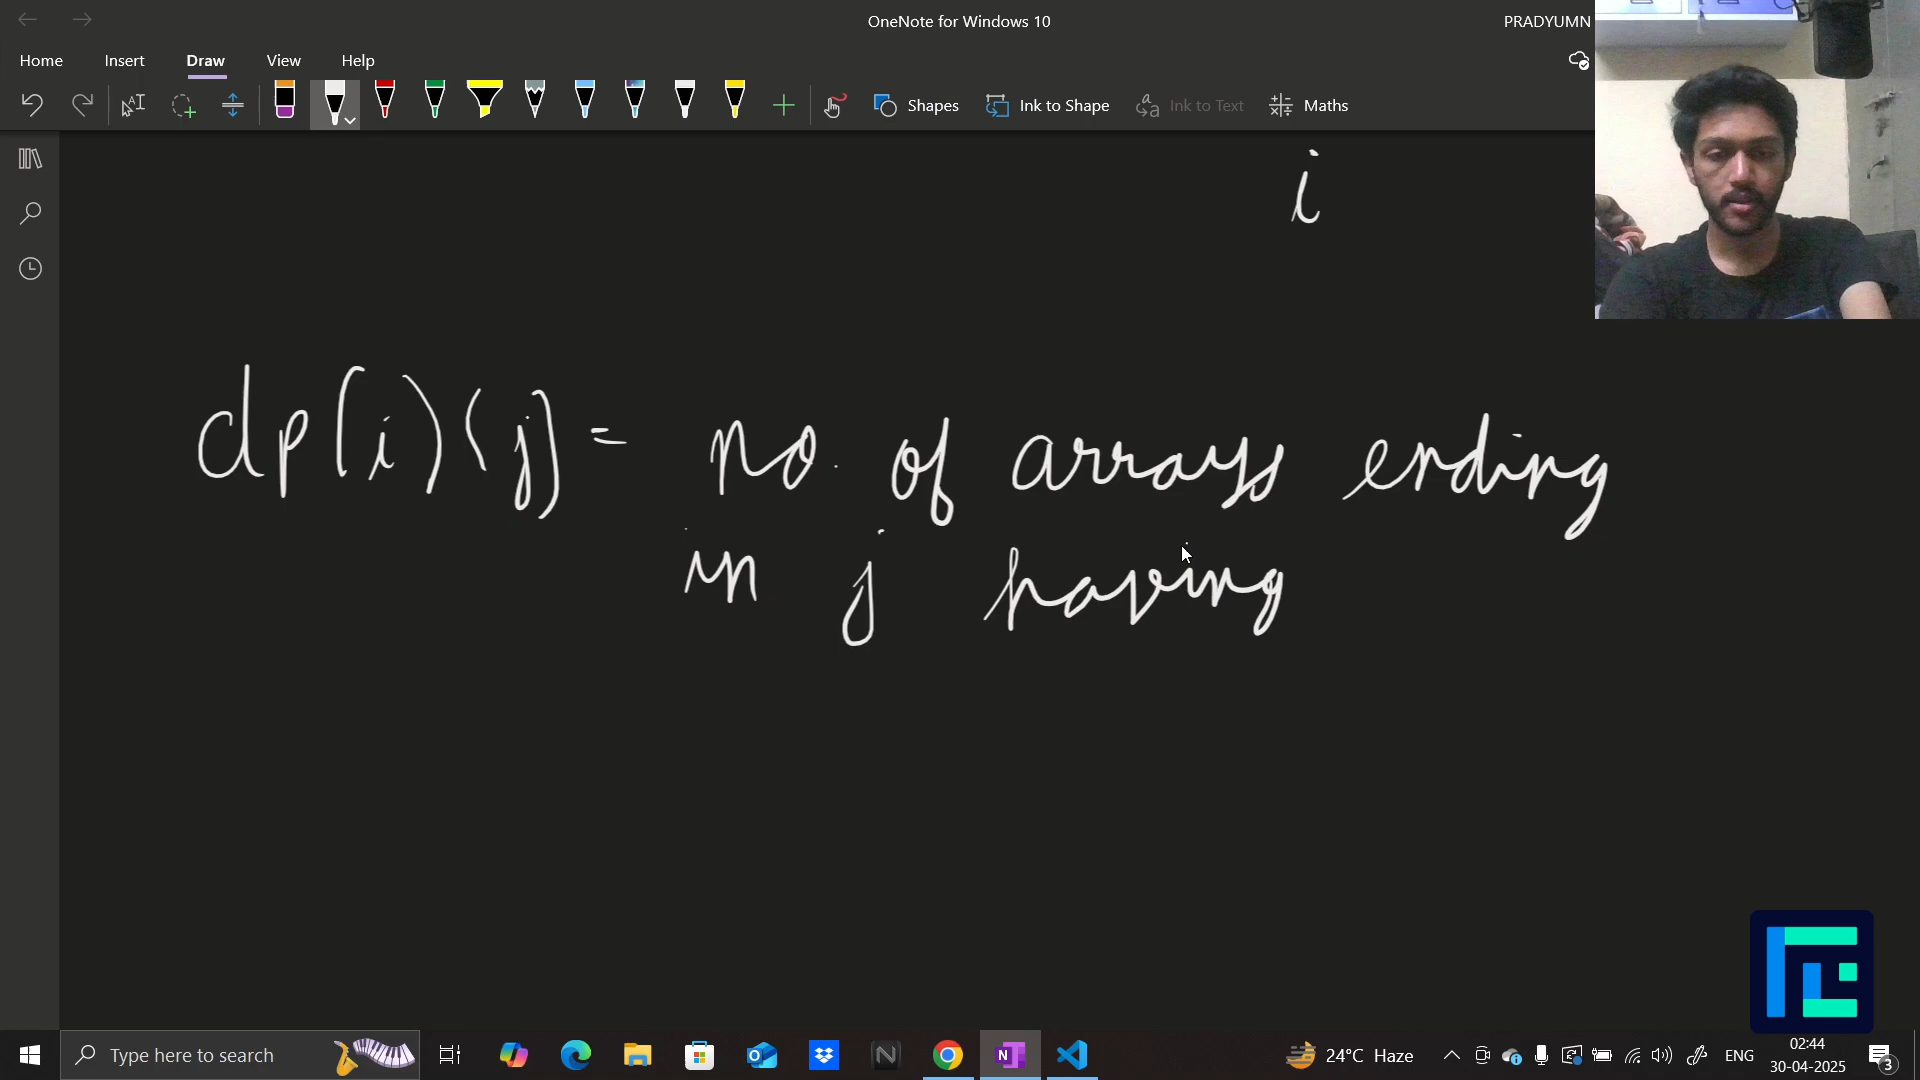 OneNote for Windows 10
PRADYUMN
Home Insert Draw View Help
Shapes Ink to Shape Ink to Text Maths
i
dp(i)(j) = no. of arrays ending
in j having
Type here to search
24°C Haze
ENG
02:44
30-04-2025
3